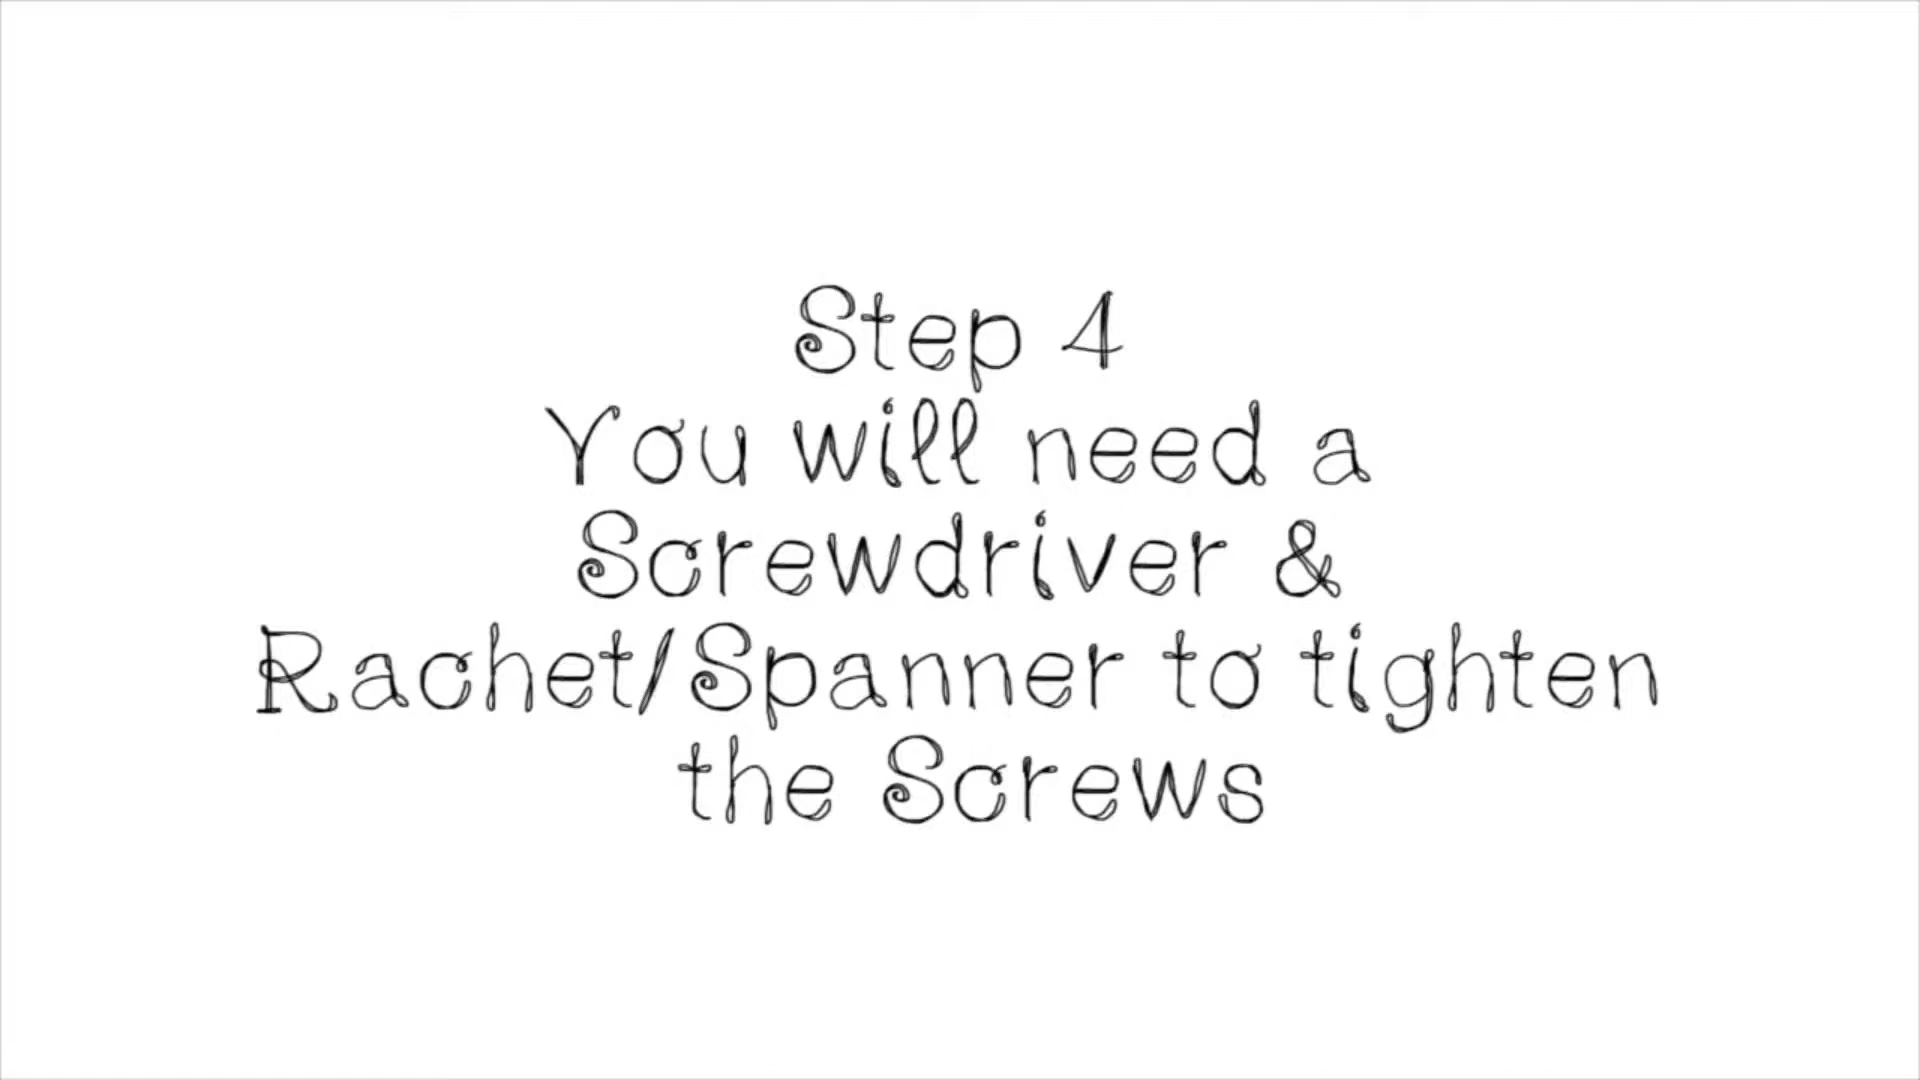 Step 4
You will need a
Screwdriver &
Rachet/Spanner to tighten
the Screws